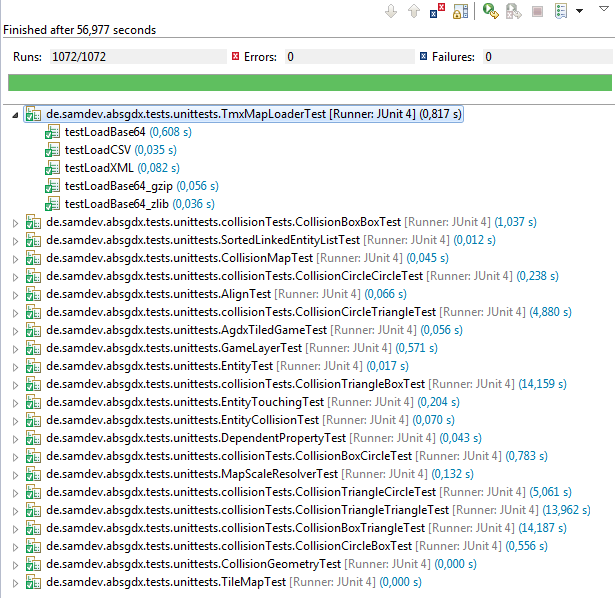 Finished after 56,977 seconds
Runs: 1072/1072 Errors: 0 Failures: 0
de.samdev.absgdx.tests.unittests.TmxMapLoaderTest [Runner: JUnit 4] (0,817 s)
testLoadBase64 (0,608 s)
testLoadCSV (0,035 s)
testLoadXML (0,082 s)
testLoadBase64_gzip (0,056 s)
testLoadBase64_zlib (0,036 s)
de.samdev.absgdx.tests.unittests.collisionTests.CollisionBoxBoxTest [Runner: JUnit 4] (1,037 s)
de.samdev.absgdx.tests.unittests.SortedLinkedEntityListTest [Runner: JUnit 4] (0,012 s)
de.samdev.absgdx.tests.unittests.CollisionMapTest [Runner: JUnit 4] (0,045 s)
de.samdev.absgdx.tests.unittests.collisionTests.CollisionCircleCircleTest [Runner: JUnit 4] (0,238 s)
de.samdev.absgdx.tests.unittests.AlignTest [Runner: JUnit 4] (0,066 s)
de.samdev.absgdx.tests.unittests.collisionTests.CollisionCircleTriangleTest [Runner: JUnit 4] (4,880 s)
de.samdev.absgdx.tests.unittests.AgdxTiledGameTest [Runner: JUnit 4] (0,056 s)
de.samdev.absgdx.tests.unittests.GameLayerTest [Runner: JUnit 4] (0,571 s)
de.samdev.absgdx.tests.unittests.EntityTest [Runner: JUnit 4] (0,017 s)
de.samdev.absgdx.tests.unittests.collisionTests.CollisionTriangleBoxTest [Runner: JUnit 4] (14,159 s)
de.samdev.absgdx.tests.unittests.EntityTouchingTest [Runner: JUnit 4] (0,204 s)
de.samdev.absgdx.tests.unittests.EntityCollisionTest [Runner: JUnit 4] (0,070 s)
de.samdev.absgdx.tests.unittests.DependentPropertyTest [Runner: JUnit 4] (0,043 s)
de.samdev.absgdx.tests.unittests.collisionTests.CollisionBoxCircleTest [Runner: JUnit 4] (0,783 s)
de.samdev.absgdx.tests.unittests.MapScaleResolverTest [Runner: JUnit 4] (0,132 s)
de.samdev.absgdx.tests.unittests.collisionTests.CollisionTriangleCircleTest [Runner: JUnit 4] (5,061 s)
de.samdev.absgdx.tests.unittests.collisionTests.CollisionTriangleTriangleTest [Runner: JUnit 4] (13,962 s)
de.samdev.absgdx.tests.unittests.collisionTests.CollisionBoxTriangleTest [Runner: JUnit 4] (14,187 s)
de.samdev.absgdx.tests.unittests.collisionTests.CollisionCircleBoxTest [Runner: JUnit 4] (0,556 s)
de.samdev.absgdx.tests.unittests.CollisionGeometryTest [Runner: JUnit 4] (0,000 s)
de.samdev.absgdx.tests.unittests.TileMapTest [Runner: JUnit 4] (0,000 s)